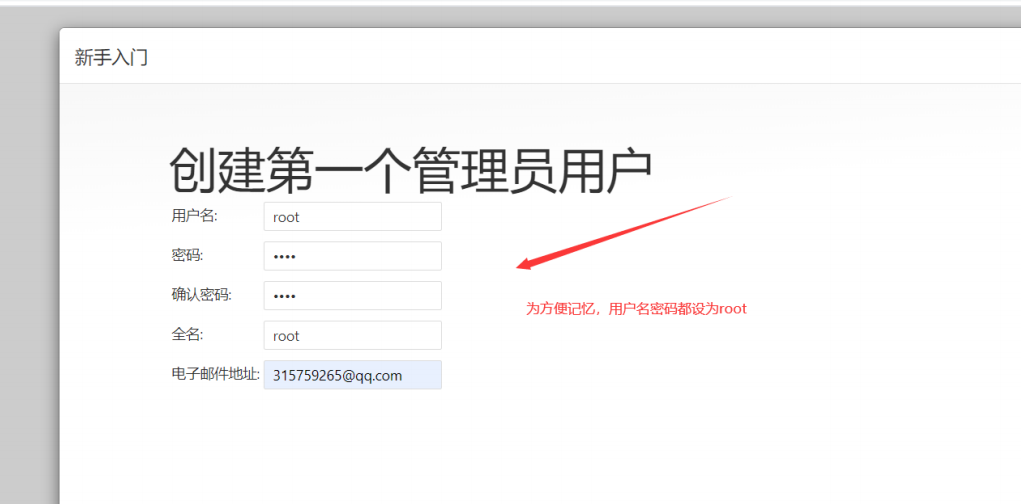 新手入门
创建第一个管理员用户
用户名: root
密码: ••••
确认密码: ••••
为方便记忆，用户名密码都设为root
全名: root
电子邮件地址: 315759265@qq.com